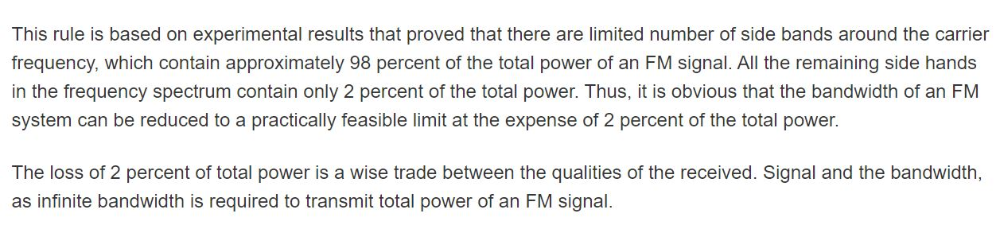 This rule is based on experimental results that proved that there are limited number of side bands around the carrier
frequency, which contain approximately 98 percent of the total power of an FM signal. All the remaining side hands
in the frequency spectrum contain only 2 percent of the total power. Thus, it is obvious that the bandwidth of an FM
system can be reduced to a practically feasible limit at the expense of 2 percent of the total power.
The loss of 2 percent of total power is a wise trade between the qualities of the received. Signal and the bandwidth,
as infinite bandwidth is required to transmit total power of an FM signal.